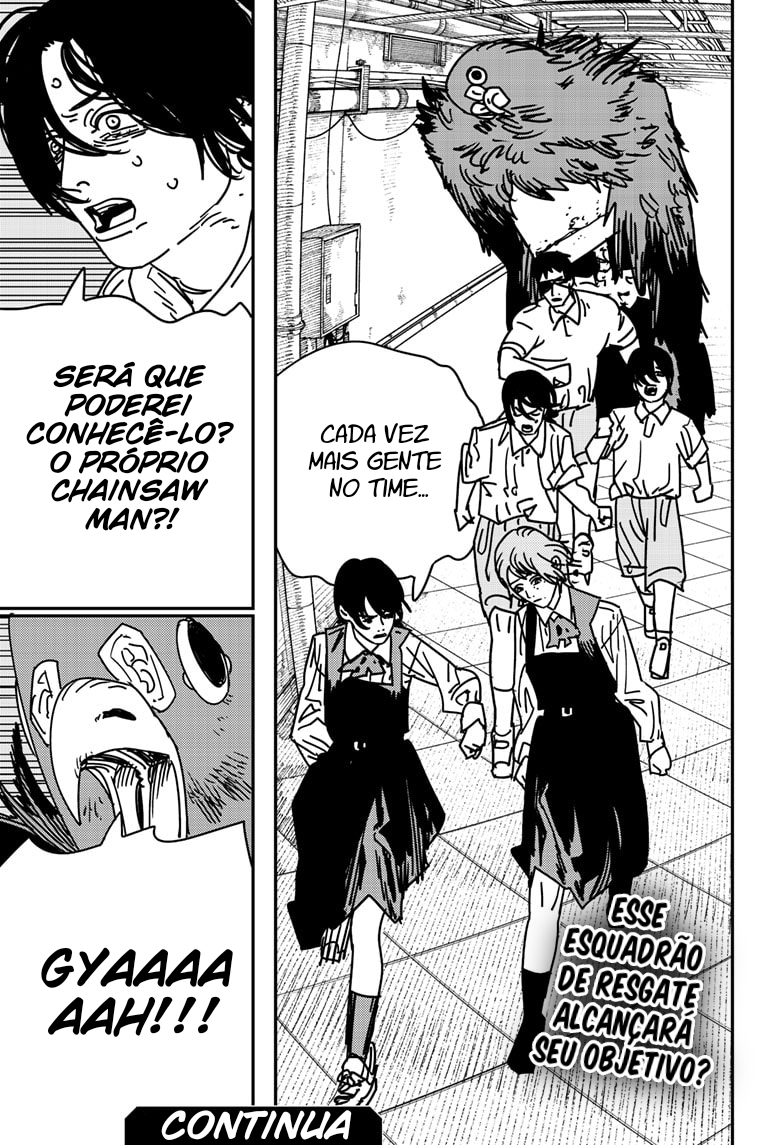 CADA VEZ
MAIS GENTE
NO TIME...
SERÁ QUE
PODEREI
CONHECÊ-LO?
O PRÓPRIO
CHAINSAW
MAN?!
GYAAAA
AAH!!!
ESSE
ESQUADRÃO
DE RESGATE
ALCANÇARÁ
SEU OBJETIVO?
CONTINUA